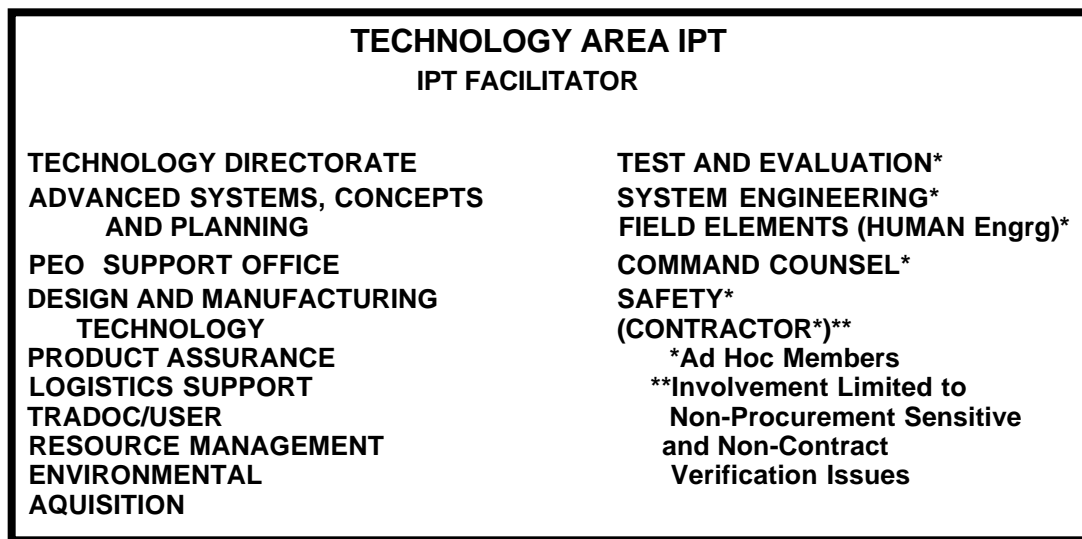 TECHNOLOGY AREA IPT
IPT FACILITATOR
TECHNOLOGY DIRECTORATE
ADVANCED SYSTEMS, CONCEPTS
AND PLANNING
PEO SUPPORT OFFICE
DESIGN AND MANUFACTURING
TECHNOLOGY
PRODUCT ASSURANCE
LOGISTICS SUPPORT
TRADOC/USER
RESOURCE MANAGEMENT
ENVIRONMENTAL
AQUISITION
TEST AND EVALUATION*
SYSTEM ENGINEERING*
FIELD ELEMENTS (HUMAN Engrg)*
COMMAND COUNSEL*
SAFETY*
(CONTRACTOR*)**
*Ad Hoc Members
**Involvement Limited to
Non-Procurement Sensitive
and Non-Contract
Verification Issues